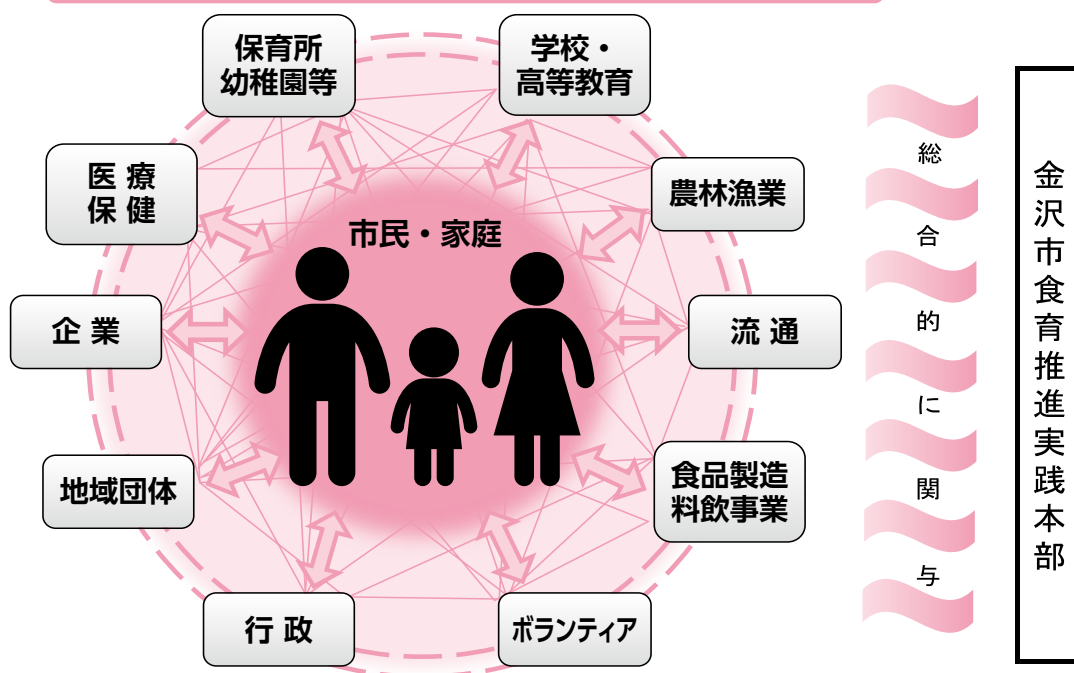 保育所
幼稚園等
学校・
高等教育
医療
保健
農林漁業
市民・家庭
企業
流通
地域団体
食品製造
料飲事業
行政
ボランティア
総合的に関与
金沢市食育推進実践本部